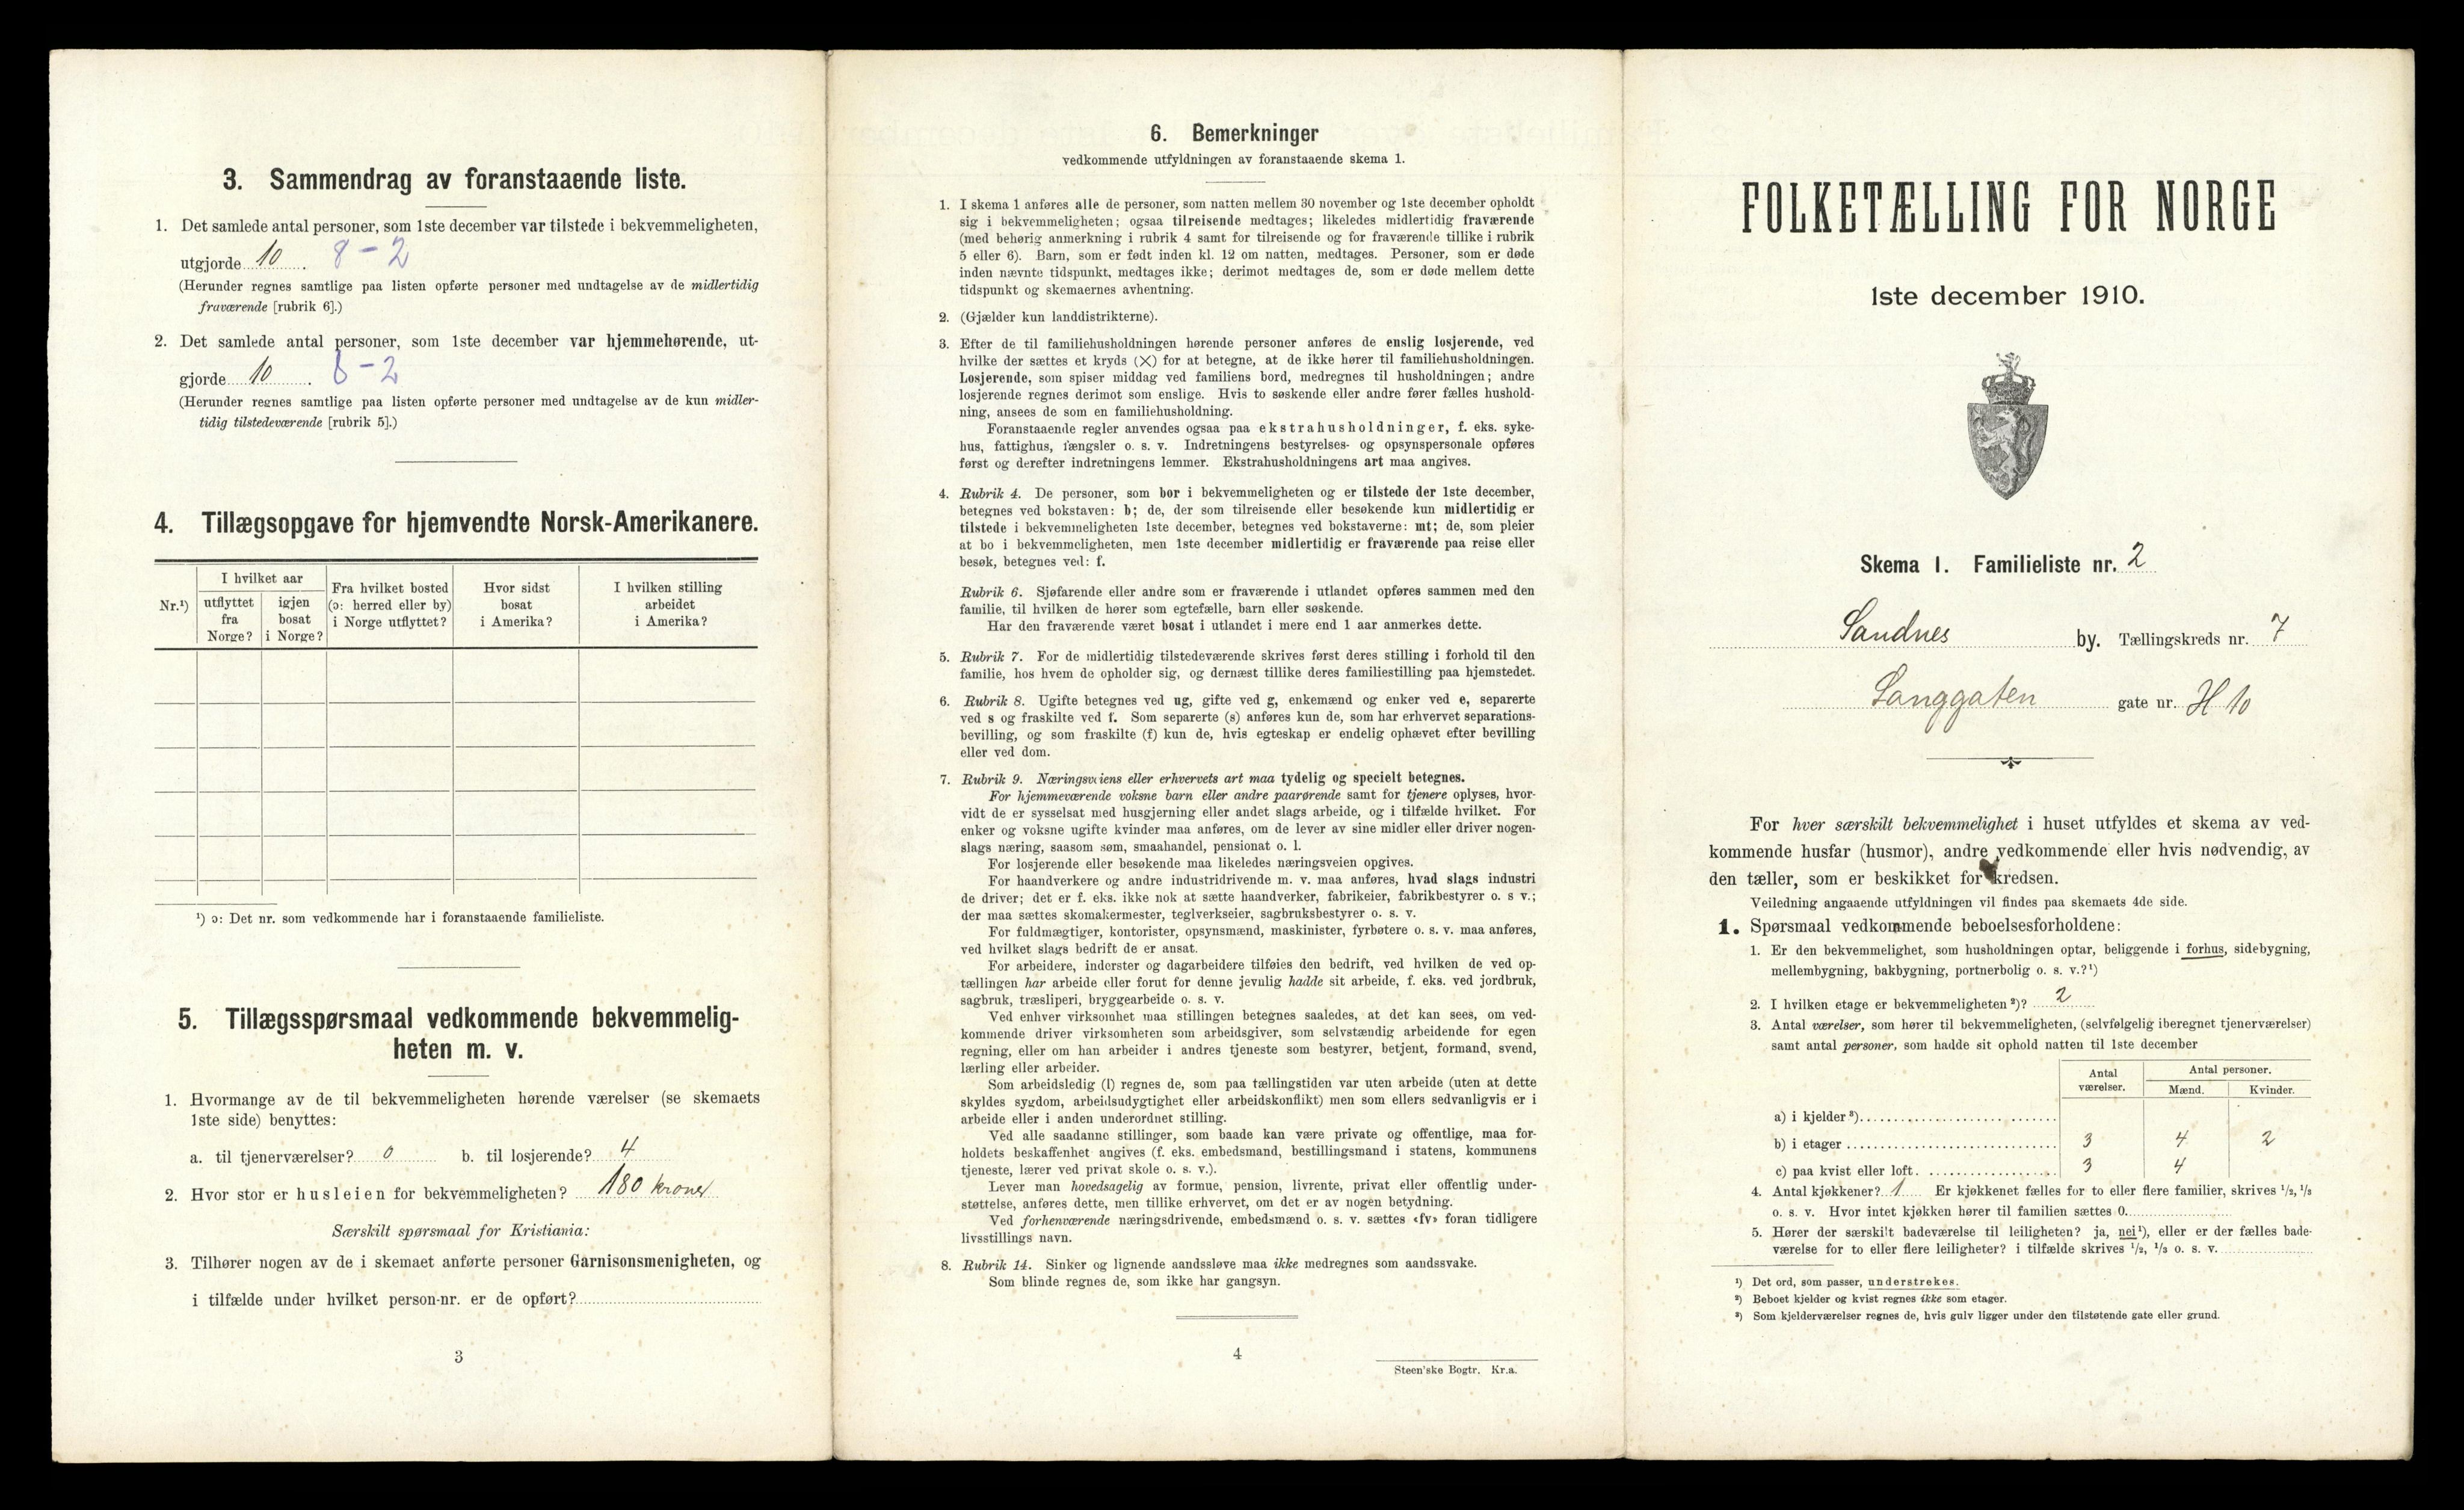 3. Sammendrag av foranstaaende liste.
1. Det samlede antal personer, som 1ste december var tilstede i bekvemmeligheten,
utgjorde 10. 8-2
(Herunder regnes samtlige paa listen opførte personer med undtagelse av de midlertidig
fraværende [rubrik 6].)
2. Det samlede antal personer, som 1ste december var hjemmehørende, ut-
gjorde 10. 8-2
(Herunder regnes samtlige paa listen opførte personer med undtagelse av de kun midler-
tidig tilstedeværende [rubrik 5].)
4. Tillægsopgave for hjemvendte Norsk-Amerikanere.
Nr.¹) I hvilket aar utflyttet fra Norge? igjen bosat i Norge? Fra hvilket bosted (ɔ: herred eller by) i Norge utflyttet? Hvor sidst bosat i Amerika? I hvilken stilling arbeidet i Amerika?
¹) ɔ: Det nr. som vedkommende har i foranstaaende familieliste.
5. Tillægsspørsmaal vedkommende bekvemmelig-
heten m. v.
1. Hvormange av de til bekvemmeligheten hørende værelser (se skemaets
1ste side) benyttes:
a. til tjenerværelser? 0 b. til losjerende? 4
2. Hvor stor er husleien for bekvemmeligheten? 180 kroner
Særskilt spørsmaal for Kristiania:
3. Tilhører nogen av de i skemaet anførte personer Garnisonsmenigheten, og
i tilfælde under hvilket person-nr. er de opført?
3
6. Bemerkninger
vedkommende utfyldningen av foranstaaende skema 1.
1. I skema 1 anføres alle de personer, som natten mellem 30 november og 1ste december opholdt
sig i bekvemmeligheten; ogsaa tilreisende medtages; likeledes midlertidig fraværende
(med behørig anmerkning i rubrik 4 samt for tilreisende og for fraværende tillike i rubrik
5 eller 6). Barn, som er født inden kl. 12 om natten, medtages. Personer, som er døde
inden nævnte tidspunkt, medtages ikke; derimot medtages de, som er døde mellem dette
tidspunkt og skemaernes avhentning.
2. (Gjælder kun landdistrikterne).
3. Efter de til familiehusholdningen hørende personer anføres de enslig losjerende, ved
hvilke der sættes et kryds (×) for at betegne, at de ikke hører til familiehusholdningen.
Losjerende, som spiser middag ved familiens bord, medregnes til husholdningen; andre
losjerende regnes derimot som enslige. Hvis to søskende eller andre fører fælles hushold-
ning, ansees de som en familiehusholdning.
Foranstaaende regler anvendes ogsaa paa ekstrahusholdninger, f. eks. syke-
hus, fattighus, fængsler o. s. v. Indretningens bestyrelses- og opsynspersonale opføres
først og derefter indretningens lemmer. Ekstrahusholdningens art maa angives.
4. Rubrik 4. De personer, som bor i bekvemmeligheten og er tilstede der 1ste december,
betegnes ved bokstaven: b; de, der som tilreisende eller besøkende kun midlertidig er
tilstede i bekvemmeligheten 1ste december, betegnes ved bokstaverne: mt; de, som pleier
at bo i bekvemmeligheten, men 1ste december midlertidig er fraværende paa reise eller
besøk, betegnes ved: f.
Rubrik 6. Sjøfarende eller andre som er fraværende i utlandet opføres sammen med den
familie, til hvilken de hører som egtefælle, barn eller søskende.
Har den fraværende været bosat i utlandet i mere end 1 aar anmerkes dette.
5. Rubrik 7. For de midlertidig tilstedeværende skrives først deres stilling i forhold til den
familie, hos hvem de opholder sig, og dernæst tillike deres familiestilling paa hjemstedet.
6. Rubrik 8. Ugifte betegnes ved ug, gifte ved g, enkemænd og enker ved e, separerte
ved s og fraskilte ved f. Som separerte (s) anføres kun de, som har erhvervet separations-
bevilling, og som fraskilte (f) kun de, hvis egteskap er endelig ophævet efter bevilling
eller ved dom.
7. Rubrik 9. Næringsveiens eller erhvervets art maa tydelig og specielt betegnes.
For hjemmeværende voksne barn eller andre paarørende samt for tjenere oplyses, hvor-
vidt de er sysselsat med husgjerning eller andet slags arbeide, og i tilfælde hvilket. For
enker og voksne ugifte kvinder maa anføres, om de lever av sine midler eller driver nogen-
slags næring, saasom søm, smaahandel, pensionat o. l.
For losjerende eller besøkende maa likeledes næringsveien opgives.
For haandverkere og andre industridrivende m. v. maa anføres, hvad slags industri
de driver; det er f. eks. ikke nok at sætte haandverker, fabrikeier, fabrikbestyrer o. s v.;
der maa sættes skomakermester, teglverkseier, sagbruksbestyrer o. s. v.
For fuldmægtiger, kontorister, opsynsmænd, maskinister, fyrbøtere o. s. v. maa anføres,
ved hvilket slags bedrift de er ansat.
For arbeidere, inderster og dagarbeidere tilføies den bedrift, ved hvilken de ved op-
tællingen har arbeide eller forut for denne jevnlig hadde sit arbeide, f. eks. ved jordbruk,
sagbruk, træsliperi, bryggearbeide o. s. v.
Ved enhver virksomhet maa stillingen betegnes saaledes, at det kan sees, om ved-
kommende driver virksomheten som arbeidsgiver, som selvstændig arbeidende for egen
regning, eller om han arbeider i andres tjeneste som bestyrer, betjent, formand, svend,
lærling eller arbeider.
Som arbeidsledig (l) regnes de, som paa tællingstiden var uten arbeide (uten at dette
skyldes sygdom, arbeidsudygtighet eller arbeidskonflikt) men som ellers sedvanligvis er i
arbeide eller i anden underordnet stilling.
Ved alle saadanne stillinger, som baade kan være private og offentlige, maa for-
holdets beskaffenhet angives (f. eks. embedsmand, bestillingsmand i statens, kommunens
tjeneste, lærer ved privat skole o. s. v.).
Lever man hovedsagelig av formue, pension, livrente, privat eller offentlig under-
støttelse, anføres dette, men tillike erhvervet, om det er av nogen betydning.
Ved forhenværende næringsdrivende, embedsmænd o. s. v. sættes «fv» foran tidligere
livsstillings navn.
8. Rubrik 14. Sinker og lignende aandssløve maa ikke medregnes som aandssvake.
Som blinde regnes de, som ikke har gangsyn.
4
Steen'ske Bogtr. Kr.a.
FOLKETÆLLING FOR NORGE
1ste december 1910.
Skema 1. Familieliste nr. 2
Sandnes by. Tællingskreds nr. 7
Langgaten gate nr. H 10
For hver særskilt bekvemmelighet i huset utfyldes et skema av ved-
kommende husfar (husmor), andre vedkommende eller hvis nødvendig, av
den tæller, som er beskikket for kredsen.
Veiledning angaaende utfyldningen vil findes paa skemaets 4de side.
1. Spørsmaal vedkommende beboelsesforholdene:
1. Er den bekvemmelighet, som husholdningen optar, beliggende i forhus, sidebygning,
mellembygning, bakbygning, portnerbolig o. s. v.?¹)
2. I hvilken etage er bekvemmeligheten²)? 2
3. Antal værelser, som hører til bekvemmeligheten, (selvfølgelig iberegnet tjenerværelser)
samt antal personer, som hadde sit ophold natten til 1ste december
Antal værelser. Antal personer. Mænd. Kvinder.
a) i kjelder³)
b) i etager 3 4 2
c) paa kvist eller loft. 3 4
4. Antal kjøkkener? 1 Er kjøkkenet fælles for to eller flere familier, skrives ¹/₂, ¹/₃
o. s. v. Hvor intet kjøkken hører til familien sættes 0.
5. Hører der særskilt badeværelse til leiligheten? ja, nei¹), eller er der fælles bade-
værelse for to eller flere leiligheter? i tilfælde skrives ¹/₂, ¹/₃ o. s. v.
¹) Det ord, som passer, understrekes.
²) Beboet kjelder og kvist regnes ikke som etager.
³) Som kjelderværelser regnes de, hvis gulv ligger under den tilstøtende gate eller grund.